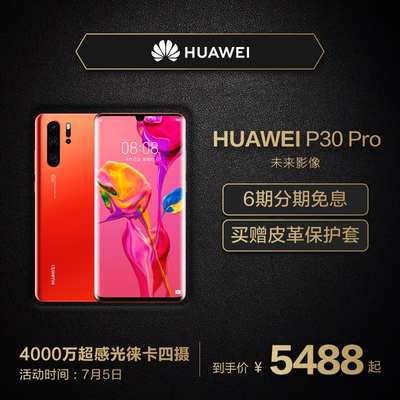 HUAWEI
HUAWEI P30 Pro
未来影像
08:08
6期分期免息
买赠皮革保护套
HUAWEI
4000万超感光徕卡四摄
活动时间：7月5日
到手价 ¥ 5488 起